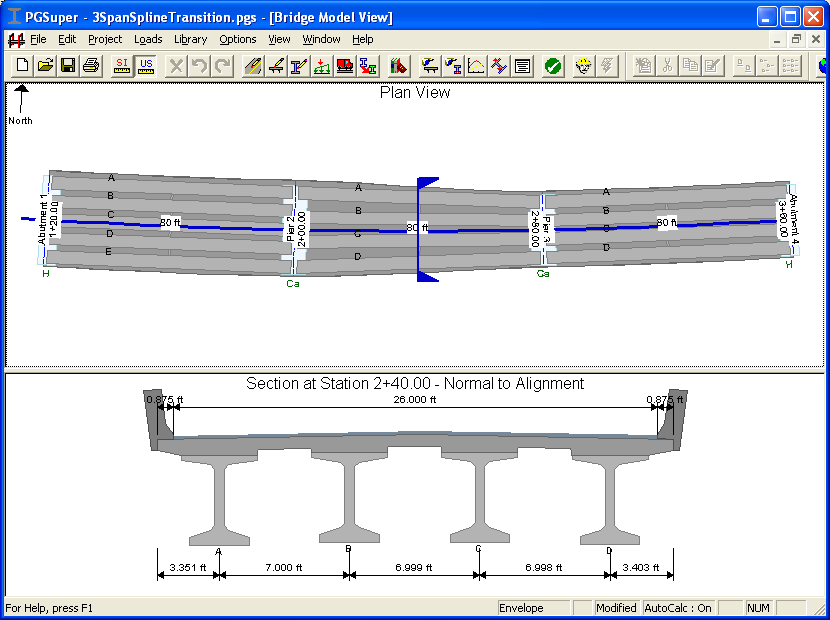 PGSuper - 3SpanSplineTransition.pgs - [Bridge Model View]
File Edit Project Loads Library Options View Window Help
SI US
Plan View
North
A A A
B B B
C C C
D D D
E
80 ft 80 ft 80 ft
Abutment 1
1+20.00
Pier 2
2+00.00
2+80.00
Pier 3
Abutment 4
3+60.00
H Ca Ca H
Section at Station 2+40.00 - Normal to Alignment
0.875 ft 26.000 ft 0.875 ft
A B C D
3.351 ft 7.000 ft 6.999 ft 6.998 ft 3.403 ft
For Help, press F1 Envelope Modified AutoCalc : On NUM